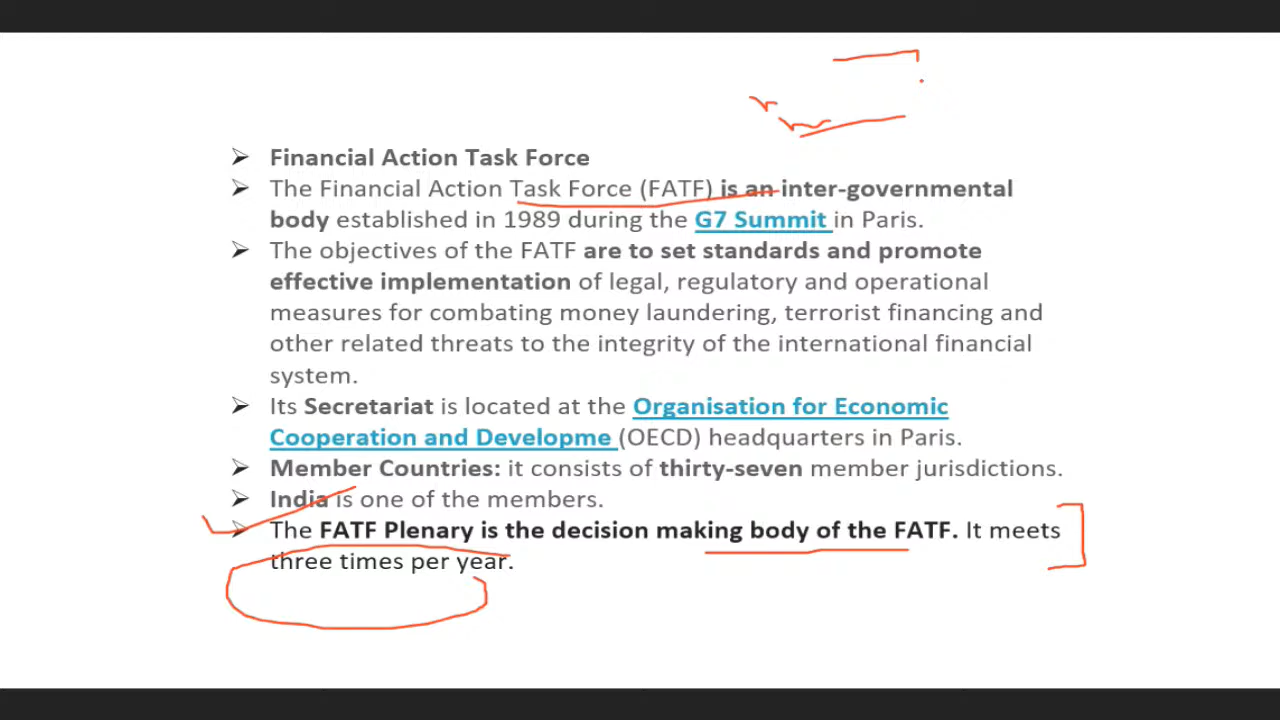 ➢ Financial Action Task Force
➢ The Financial Action Task Force (FATF) is an inter-governmental
body established in 1989 during the G7 Summit in Paris.
➢ The objectives of the FATF are to set standards and promote
effective implementation of legal, regulatory and operational
measures for combating money laundering, terrorist financing and
other related threats to the integrity of the international financial
system.
➢ Its Secretariat is located at the Organisation for Economic
Cooperation and Developme (OECD) headquarters in Paris.
➢ Member Countries: it consists of thirty-seven member jurisdictions.
➢ India is one of the members.
➢ The FATF Plenary is the decision making body of the FATF. It meets
three times per year.